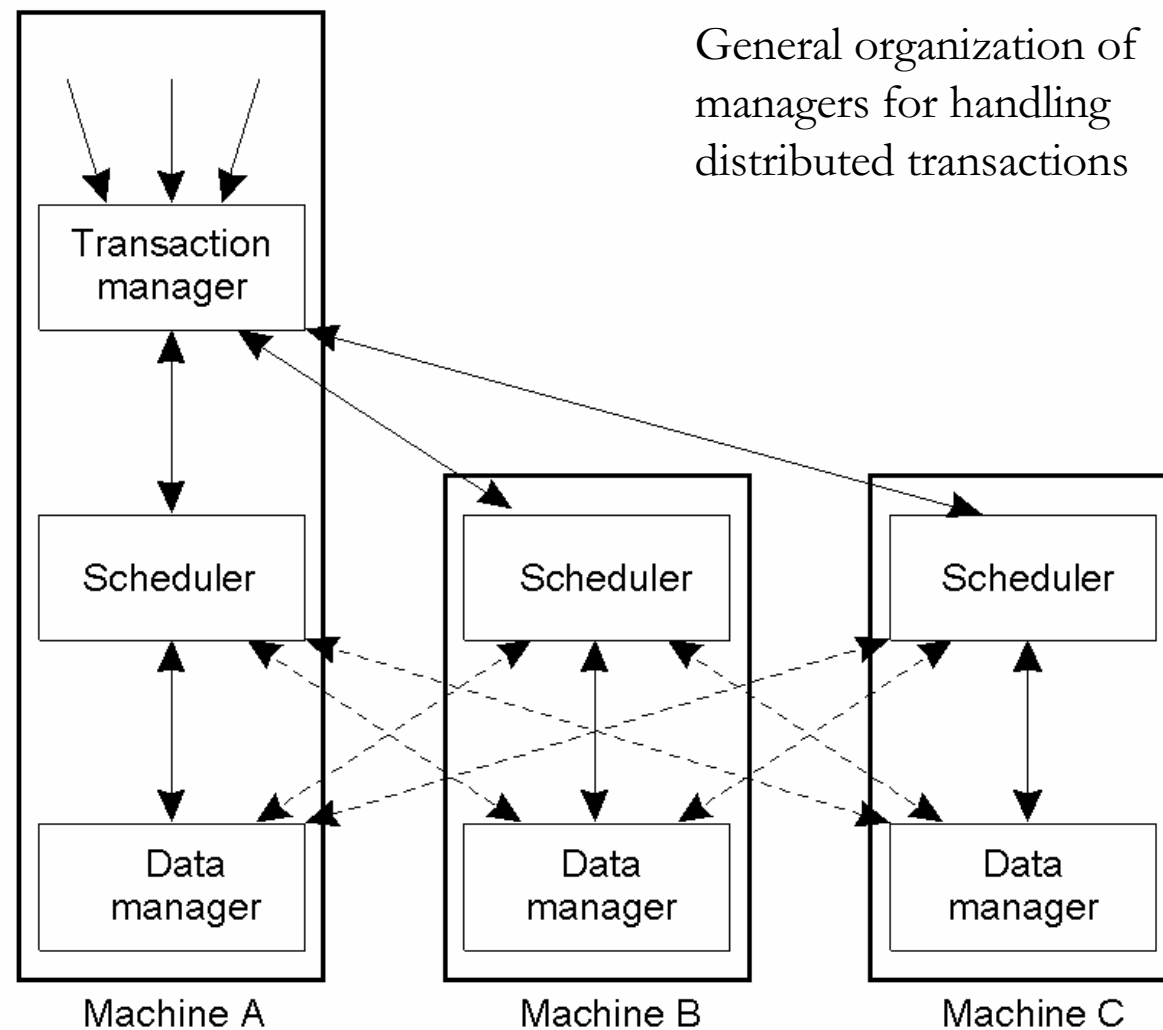 General organization of
managers for handling
distributed transactions
Transaction
manager
Scheduler
Scheduler
Scheduler
Data
manager
Data
manager
Data
manager
Machine A
Machine B
Machine C